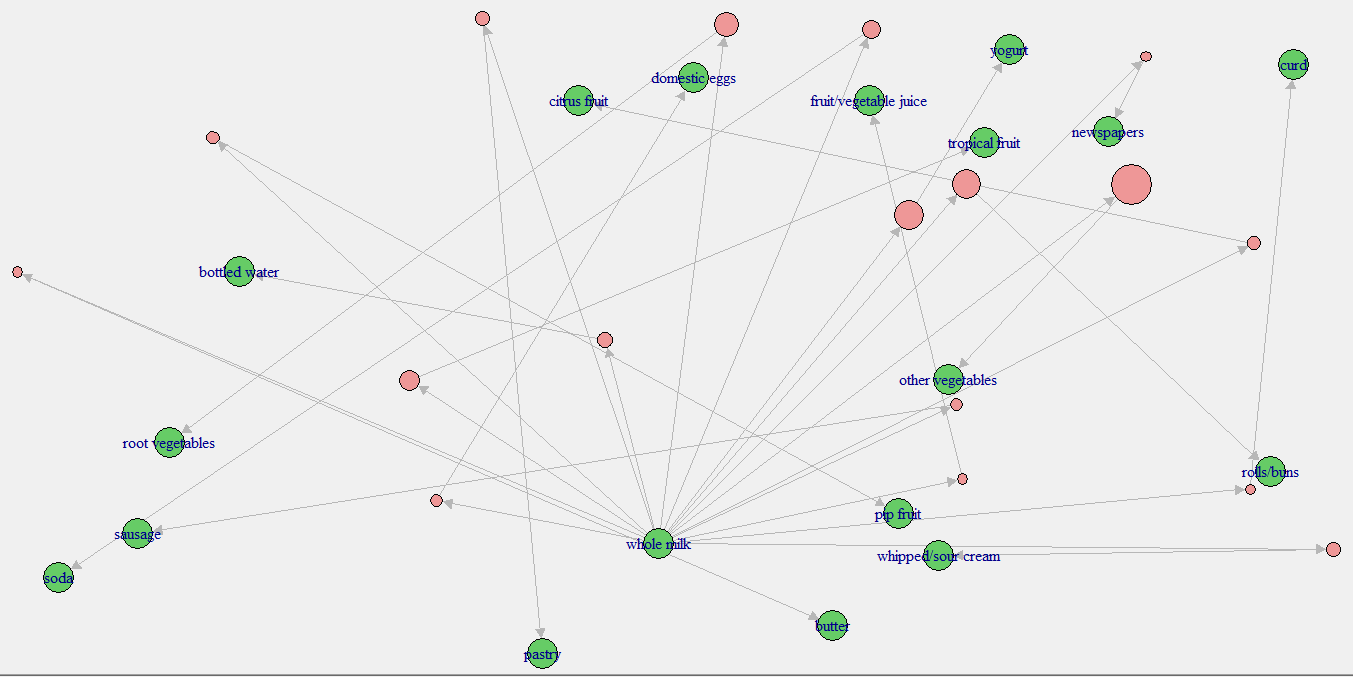 yogurt
curd
domestic eggs
citrus fruit
fruit/vegetable juice
newspapers
tropical fruit
bottled water
other vegetables
root vegetables
rolls/buns
pip fruit
sausage
whole milk
whipped/sour cream
soda
butter
pastry